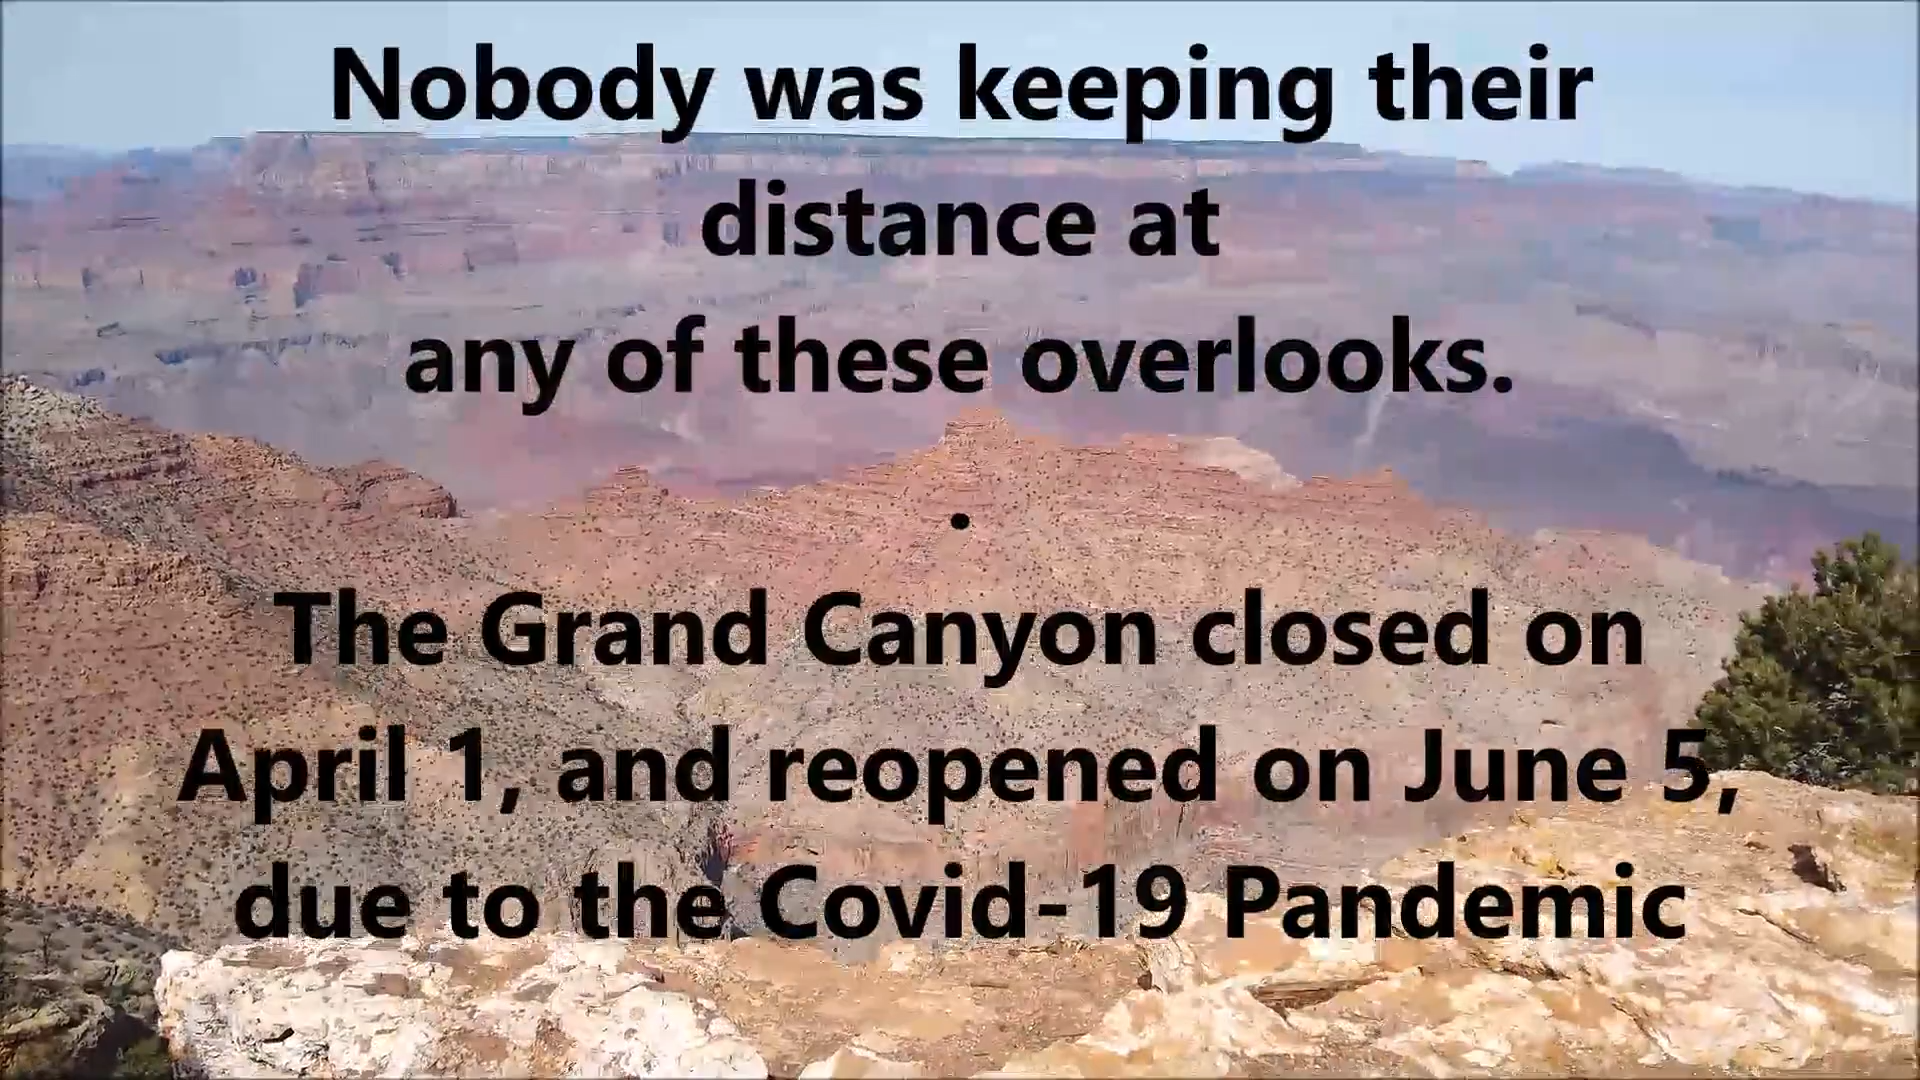 Nobody was keeping their
distance at
any of these overlooks.
.
The Grand Canyon closed on
April 1, and reopened on June 5,
due to the Covid-19 Pandemic